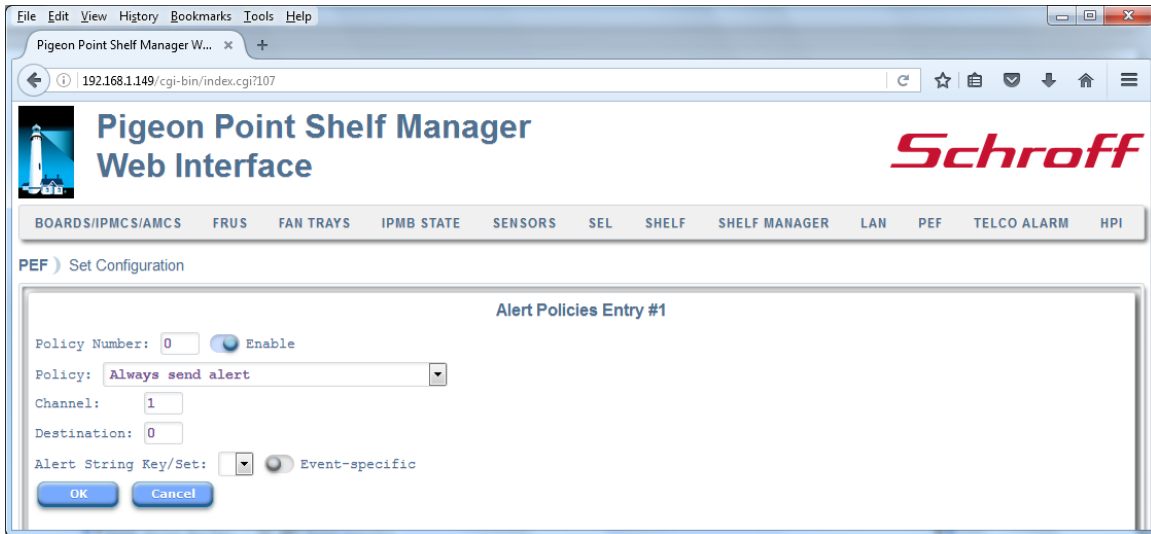 File Edit View History Bookmarks Tools Help
Pigeon Point Shelf Manager W... × +
192.168.1.149/cgi-bin/index.cgi?107
Pigeon Point Shelf Manager
Web Interface
Schroff
BOARDS/IPMCS/AMCS FRUS FAN TRAYS IPMB STATE SENSORS SEL SHELF SHELF MANAGER LAN PEF TELCO ALARM HPI
PEF ) Set Configuration
Alert Policies Entry #1
Policy Number: 0 Enable
Policy: Always send alert
Channel: 1
Destination: 0
Alert String Key/Set: Event-specific
OK Cancel